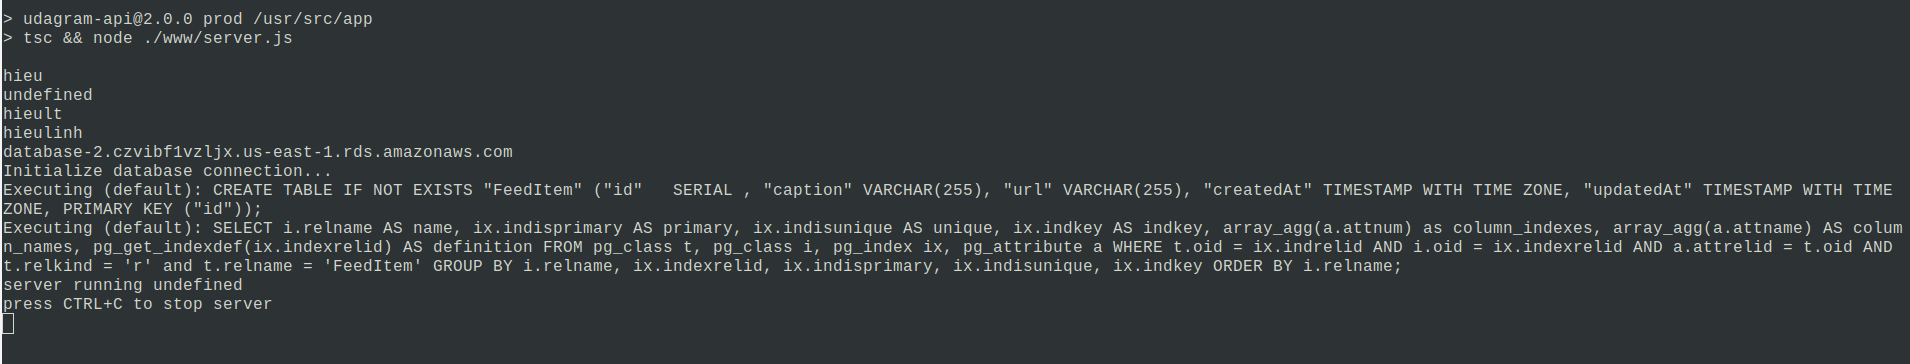 > udagram-api@2.0.0 prod /usr/src/app
> tsc && node ./www/server.js
hieu
undefined
hieult
hieulinh
database-2.czvibf1vzljx.us-east-1.rds.amazonaws.com
Initialize database connection...
Executing (default): CREATE TABLE IF NOT EXISTS "FeedItem" ("id"   SERIAL , "caption" VARCHAR(255), "url" VARCHAR(255), "createdAt" TIMESTAMP WITH TIME ZONE, "updatedAt" TIMESTAMP WITH TIME
ZONE, PRIMARY KEY ("id"));
Executing (default): SELECT i.relname AS name, ix.indisprimary AS primary, ix.indisunique AS unique, ix.indkey AS indkey, array_agg(a.attnum) as column_indexes, array_agg(a.attname) AS colum
n_names, pg_get_indexdef(ix.indexrelid) AS definition FROM pg_class t, pg_class i, pg_index ix, pg_attribute a WHERE t.oid = ix.indrelid AND i.oid = ix.indexrelid AND a.attrelid = t.oid AND
t.relkind = 'r' and t.relname = 'FeedItem' GROUP BY i.relname, ix.indexrelid, ix.indisprimary, ix.indisunique, ix.indkey ORDER BY i.relname;
server running undefined
press CTRL+C to stop server